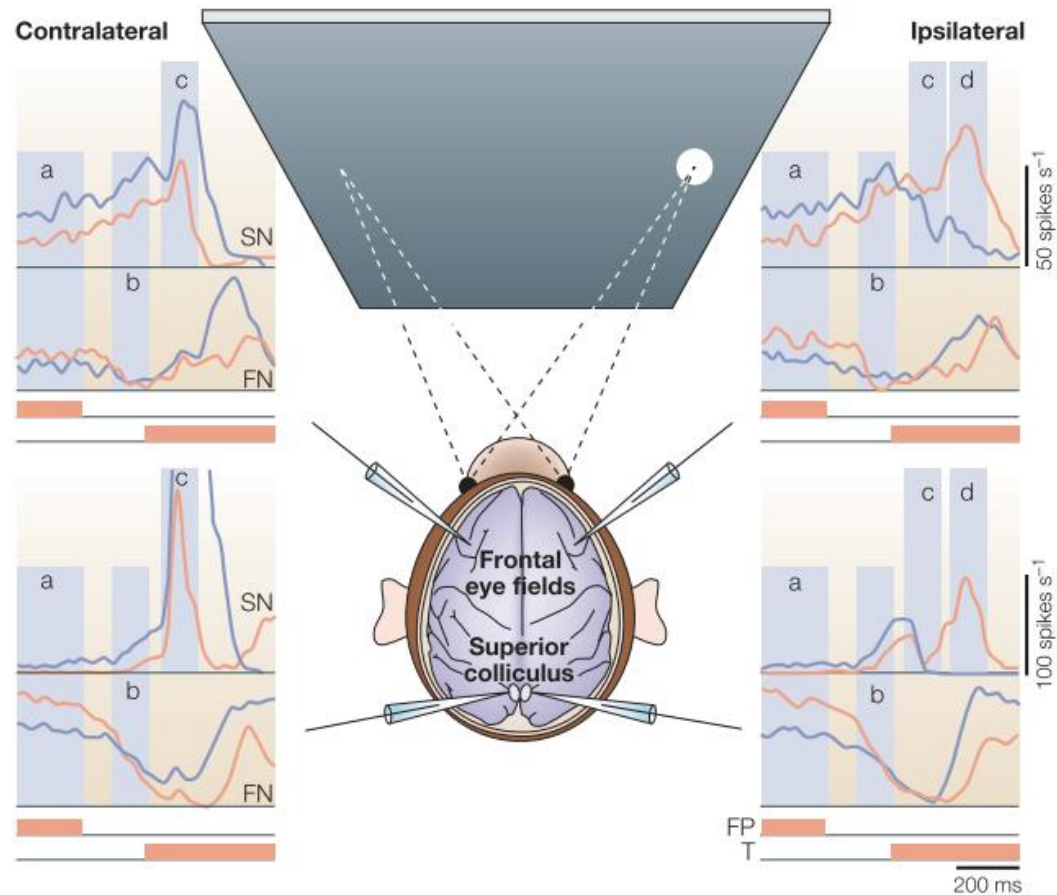 Contralateral
Ipsilateral
c
a
SN
b
FN
c d
a
b
50 spikes s⁻¹
Frontal
eye fields
Superior
colliculus
c
a
SN
b
FN
c d
a
b
100 spikes s⁻¹
FP
T
200 ms